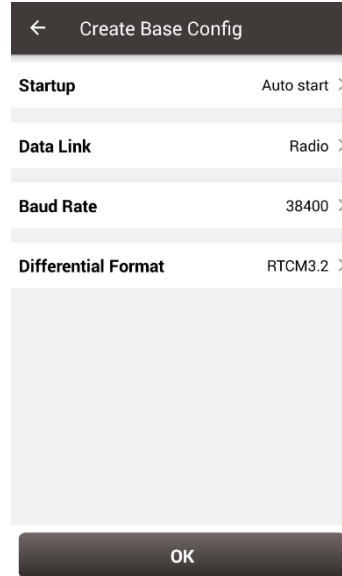 Create Base Config
Startup Auto start
Data Link Radio
Baud Rate 38400
Differential Format RTCM3.2
OK